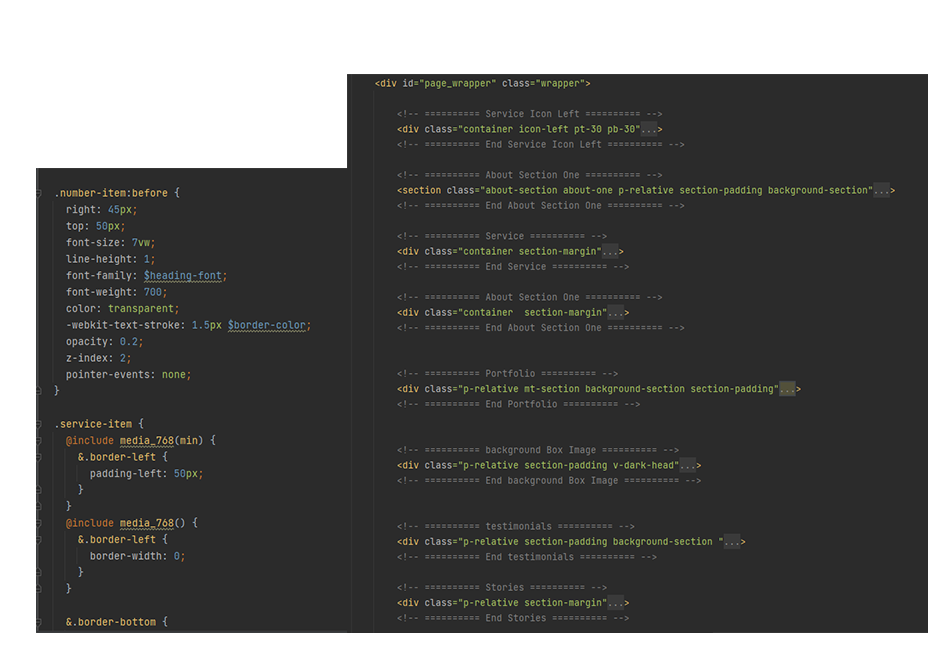 .number-item:before {
right: 45px;
top: 50px;
font-size: 7vw;
line-height: 1;
font-family: $heading-font;
font-weight: 700;
color: transparent;
-webkit-text-stroke: 1.5px $border-color;
opacity: 0.2;
z-index: 2;
pointer-events: none;
}
.service-item {
@include media_768(min) {
&.border-left {
padding-left: 50px;
}
}
@include media_768() {
&.border-left {
border-width: 0;
}
}
&.border-bottom {
<div id="page_wrapper" class="wrapper">
<!-- ========== Service Icon Left ========== -->
<div class="container icon-left pt-30 pb-30"...>
<!-- ========== End Service Icon Left ========== -->
<!-- ========== About Section One ========== -->
<section class="about-section about-one p-relative section-padding background-section"...>
<!-- ========== End About Section One ========== -->
<!-- ========== Service ========== -->
<div class="container section-margin"...>
<!-- ========== End Service ========== -->
<!-- ========== About Section One ========== -->
<div class="container  section-margin"...>
<!-- ========== End About Section One ========== -->
<!-- ========== Portfolio ========== -->
<div class="p-relative mt-section background-section section-padding"...>
<!-- ========== End Portfolio ========== -->
<!-- ========== background Box Image ========== -->
<div class="p-relative section-padding v-dark-head"...>
<!-- ========== End background Box Image ========== -->
<!-- ========== testimonials ========== -->
<div class="p-relative section-padding background-section "...>
<!-- ========== End testimonials ========== -->
<!-- ========== Stories ========== -->
<div class="p-relative section-margin"...>
<!-- ========== End Stories ========== -->